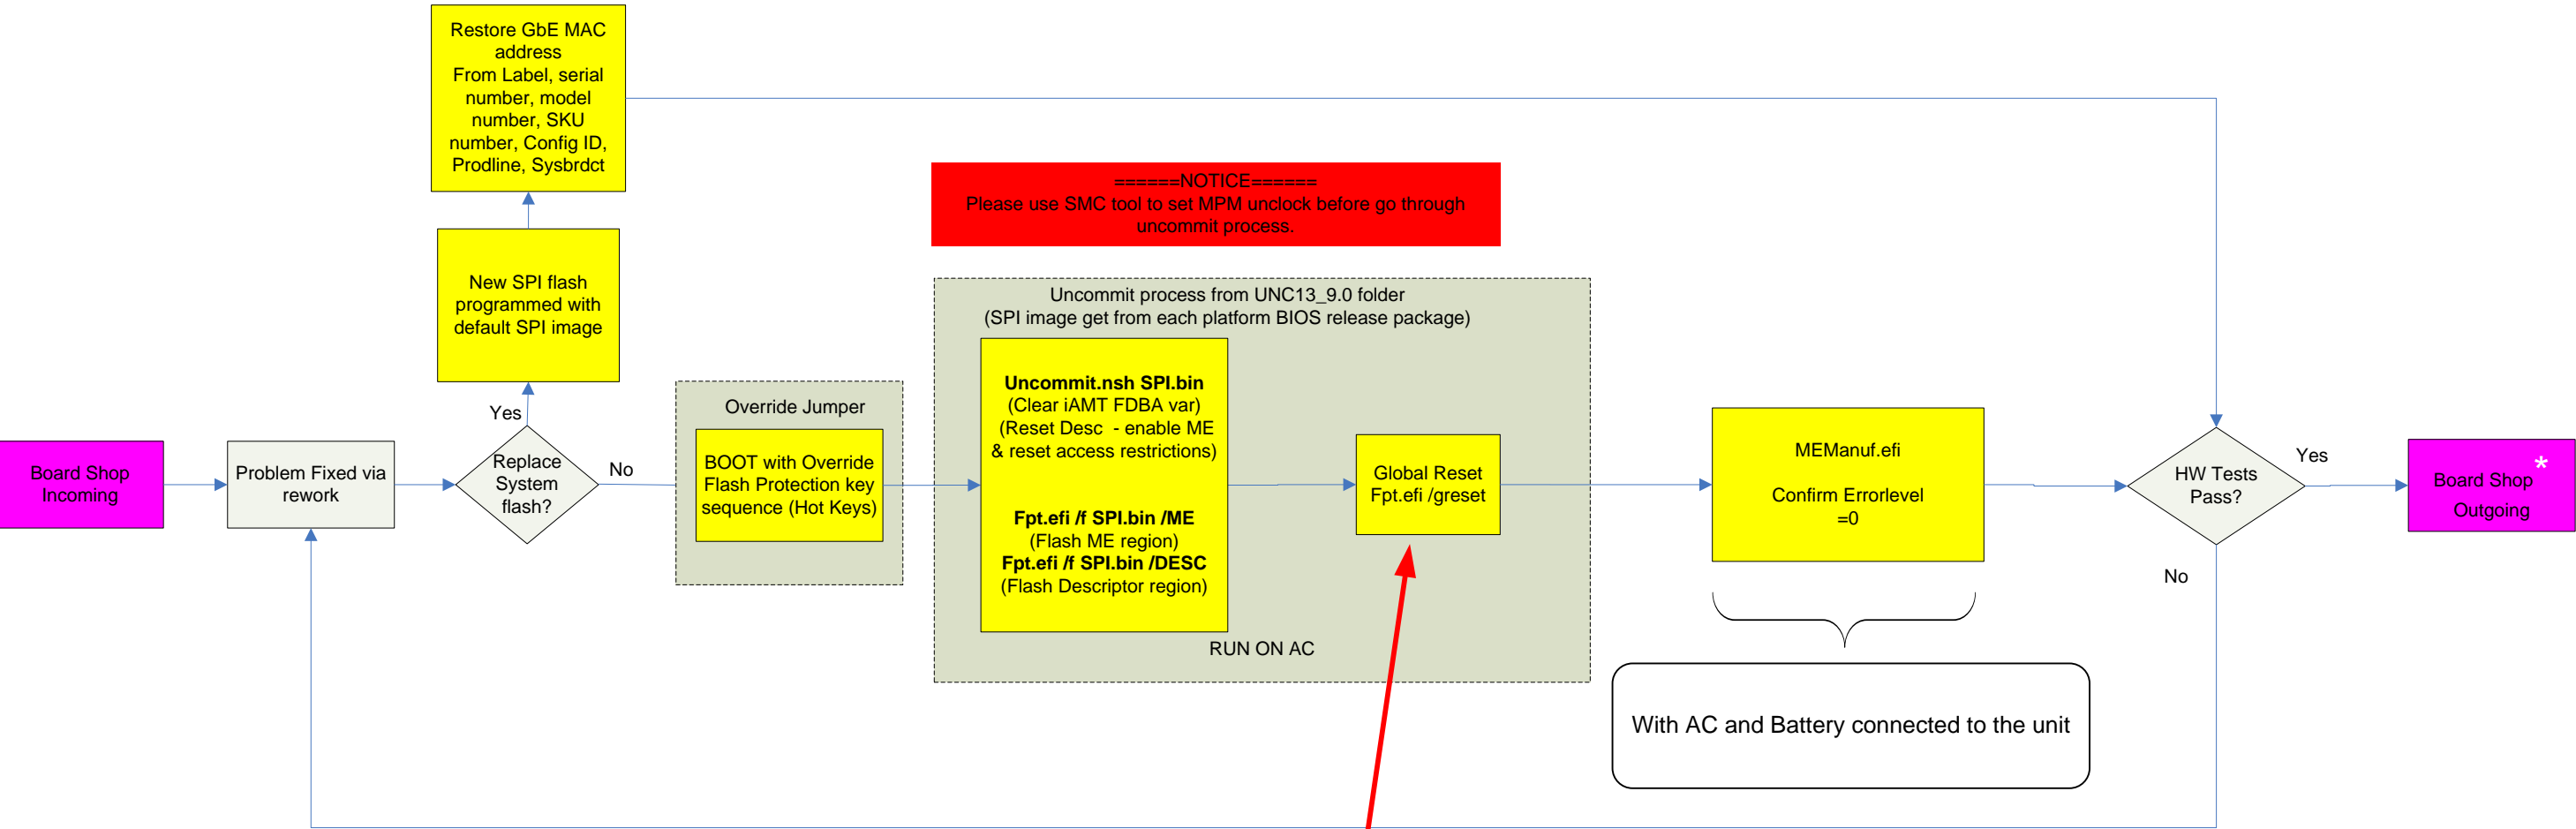 Restore GbE MAC
address
From Label, serial
number, model
number, SKU
number, Config ID,
Prodline, Sysbrdct
======NOTICE======
Please use SMC tool to set MPM unclock before go through
uncommit process.
New SPI flash
programmed with
default SPI image
Uncommit process from UNC13_9.0 folder
(SPI image get from each platform BIOS release package)
Yes
Board Shop
Incoming
Problem Fixed via
rework
Replace
System
flash?
No
Override Jumper
BOOT with Override
Flash Protection key
sequence (Hot Keys)
Uncommit.nsh SPI.bin
(Clear iAMT FDBA var)
(Reset Desc  - enable ME
& reset access restrictions)
Fpt.efi /f SPI.bin /ME
(Flash ME region)
Fpt.efi /f SPI.bin /DESC
(Flash Descriptor region)
RUN ON AC
Global Reset
Fpt.efi /greset
MEManuf.efi
Confirm Errorlevel
=0
With AC and Battery connected to the unit
HW Tests
Pass?
Yes
No
Board Shop *
Outgoing